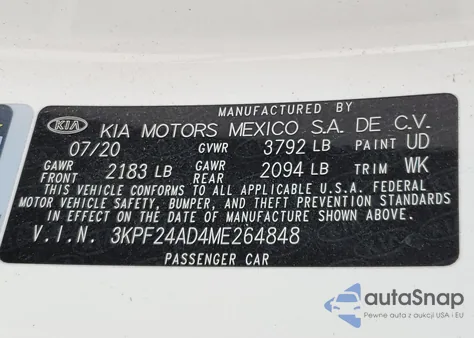 MANUFACTURED BY
KIA KIA MOTORS MEXICO S.A. DE C.V.
07/20 GVWR 3792 LB PAINT UD
GAWR FRONT 2183 LB GAWR REAR 2094 LB TRIM WK
THIS VEHICLE CONFORMS TO ALL APPLICABLE U.S.A. FEDERAL
MOTOR VEHICLE SAFETY, BUMPER, AND THEFT PREVENTION STANDARDS
IN EFFECT ON THE DATE OF MANUFACTURE SHOWN ABOVE.
V.I.N. 3KPF24AD4ME264848
PASSENGER CAR
autoSnap
Pewne auta z aukcji USA i EU